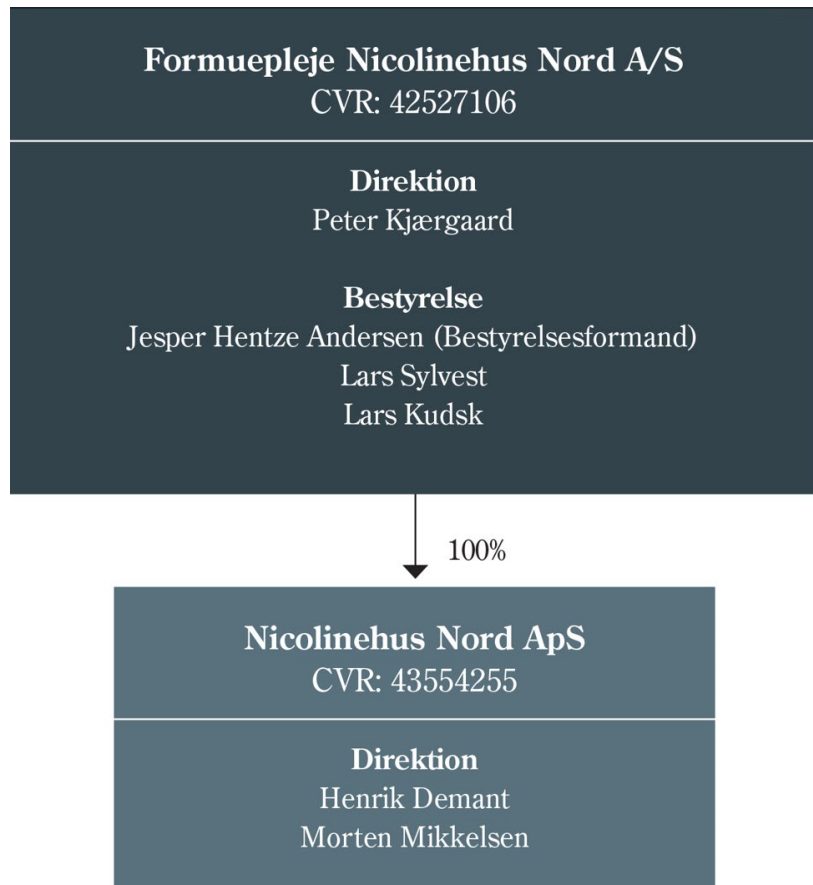 Formuepleje Nicolinehus Nord A/S
CVR: 42527106
Direktion
Peter Kjærgaard
Bestyrelse
Jesper Hentze Andersen (Bestyrelsesformand)
Lars Sylvest
Lars Kudsk
100%
Nicolinehus Nord ApS
CVR: 43554255
Direktion
Henrik Demant
Morten Mikkelsen